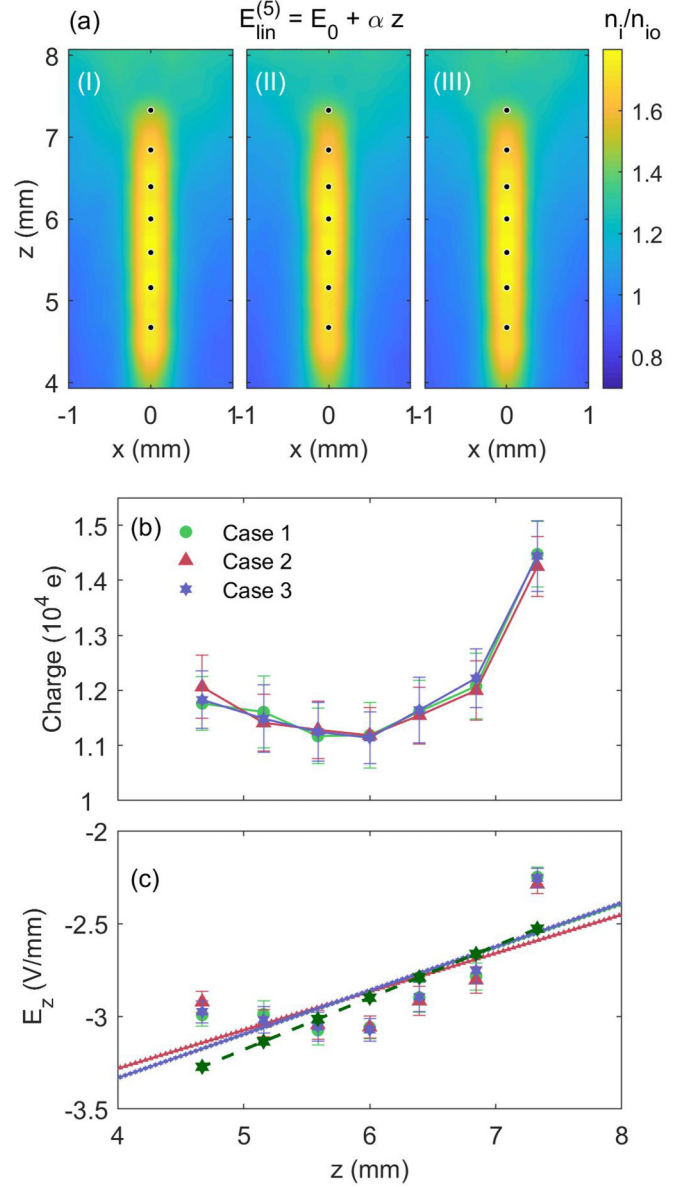 (a) E_lin^(5) = E_0 + α z n_i/n_io
8
7
6
5
4
z (mm)
(I) (II) (III)
1.6
1.4
1.2
1
0.8
-1 0 1 -1 0 1 -1 0 1
x (mm) x (mm) x (mm)
(b)
Case 1
Case 2
Case 3
1.5
1.4
1.3
1.2
1.1
1
Charge (10^4 e)
(c)
-2
-2.5
-3
-3.5
E_z (V/mm)
4 5 6 7 8
z (mm)